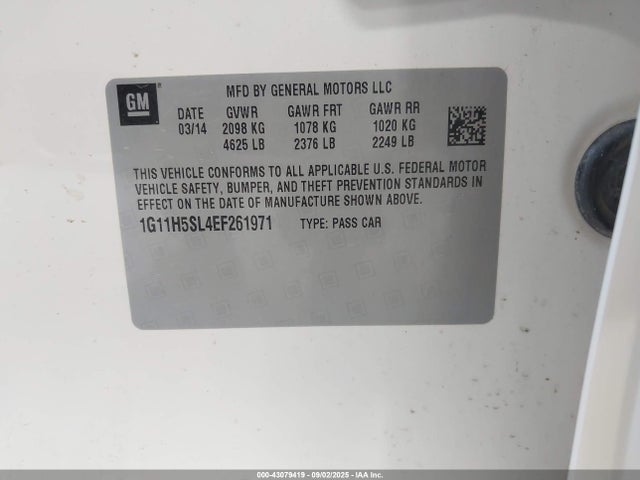 GM
MFD BY GENERAL MOTORS LLC
DATE GVWR GAWR FRT GAWR RR
03/14 2098 KG 1078 KG 1020 KG
4625 LB 2376 LB 2249 LB
THIS VEHICLE CONFORMS TO ALL APPLICABLE U.S. FEDERAL MOTOR
VEHICLE SAFETY, BUMPER, AND THEFT PREVENTION STANDARDS IN
EFFECT ON THE DATE OF MANUFACTURE SHOWN ABOVE.
1G11H5SL4EF261971 TYPE: PASS CAR
000-43079419 - 09/02/2025 - IAA Inc.